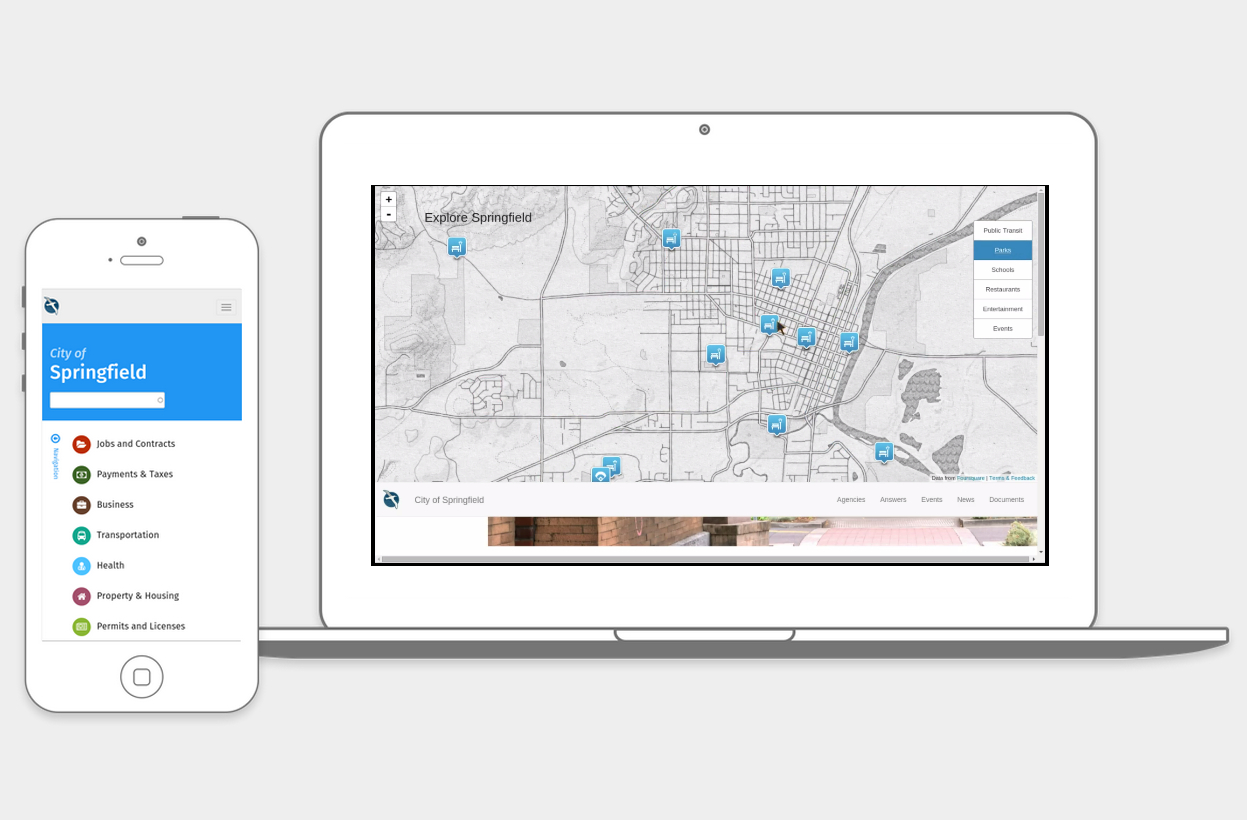 City of
Springfield
Navigation
Jobs and Contracts
Payments & Taxes
Business
Transportation
Health
Property & Housing
Permits and Licenses
+
-
Explore Springfield
Public Transit
Parks
Schools
Restaurants
Entertainment
Events
Data from Foursquare | Terms & Feedback
City of Springfield
Agencies Answers Events News Documents